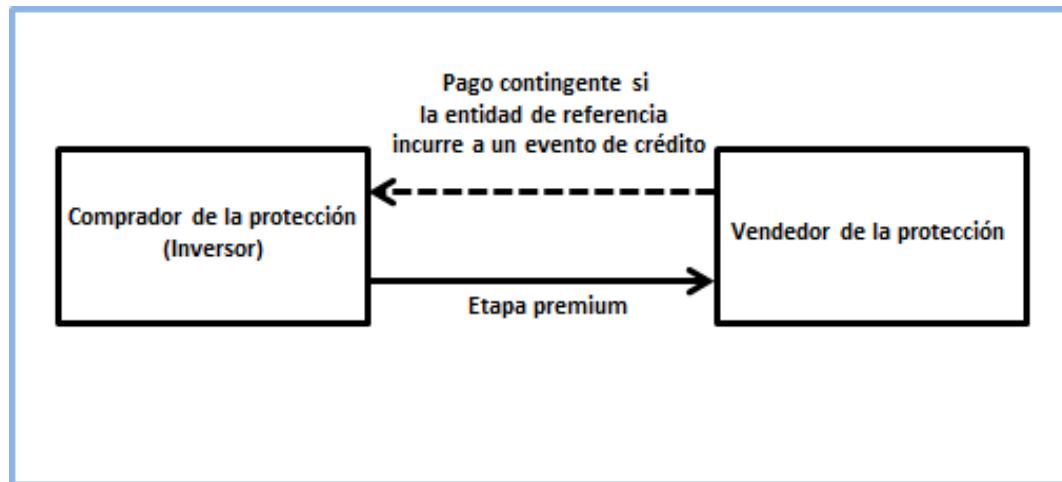 Pago contingente si
la entidad de referencia
incurre a un evento de crédito
Comprador de la protección
(Inversor)
Vendedor de la protección
Etapa premium